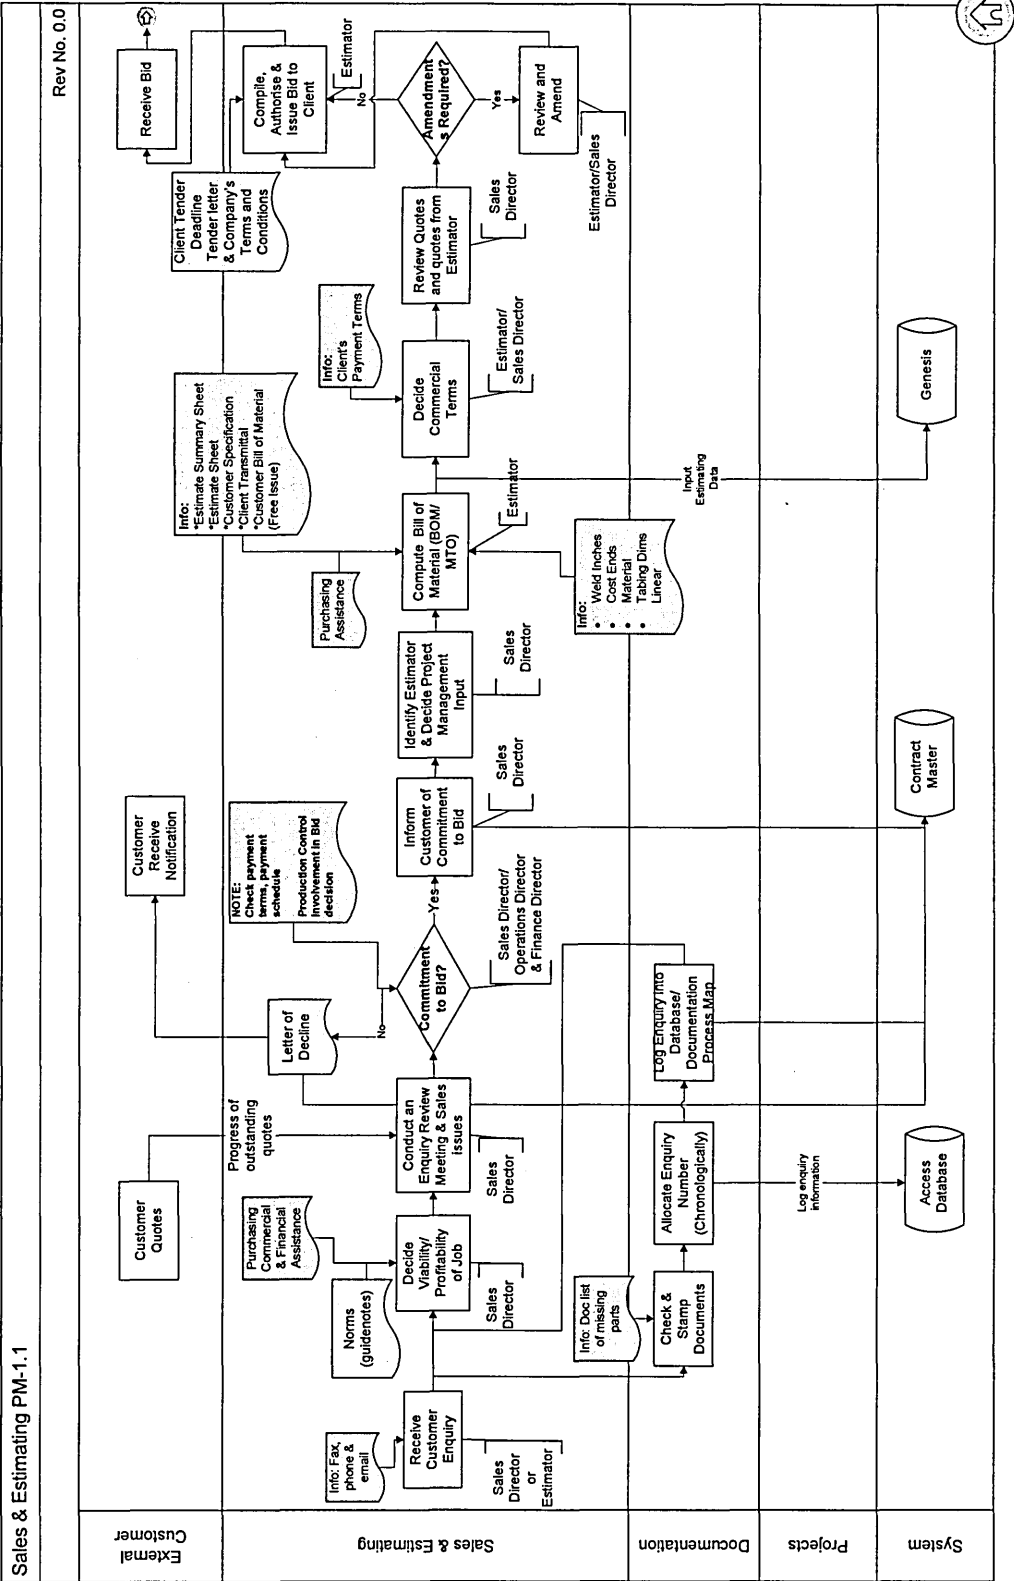 Sales & Estimating PM-1.1
Rev No. 0.0
External
Customer
Customer
Quotes
Customer
Receive
Notification
Receive Bid
Sales & Estimating
Info: Fax,
phone &
email
Receive
Customer
Enquiry
Sales
Director
or
Estimator
Norms
(guidenotes)
Purchasing
Commercial
& Financial
Assistance
Decide
Viability/
Profitability
of Job
Sales
Director
Progress of
outstanding
quotes
Conduct an
Enquiry Review
Meeting & Sales
issues
Sales
Director
Letter of
Decline
No
Commitment
to Bid?
Yes
Sales Director/
Operations Director
& Finance Director
NOTE:
Check payment
terms, payment
schedule
Production Control
Involvement in Bid
decision
Inform
Customer of
Commitment
to Bid
Sales
Director
Identify Estimator
& Decide Project
Management
Input
Sales
Director
Purchasing
Assistance
Info:
*Estimate Summary Sheet
*Estimate Sheet
*Customer Specification
*Client Transmittal
*Customer Bill of Material
(Free Issue)
Compute Bill of
Material (BOM/
MTO)
Estimator
Info:
• Weld Inches
• Cost Ends
• Material
• Tabing Dims
Linear
Info:
Client's
Payment Terms
Decide
Commercial
Terms
Estimator/
Sales Director
Review Quotes
and quotes from
Estimator
Sales
Director
Client Tender
Deadline
Tender letter
& Company's
Terms and
Conditions
Compile,
Authorise &
Issue Bid to
Client
Estimator
No
Amendment
s Required?
Yes
Review and
Amend
Estimator/Sales
Director
Documentation
Info: Doc list
of missing
parts
Check &
Stamp
Documents
Allocate Enquiry
Number
(Chronologically)
Log Enquiry into
Database/
Documentation
Process Map
Projects
Log enquiry
information
Input
Estimating
Data
System
Access
Database
Contract
Master
Genesis